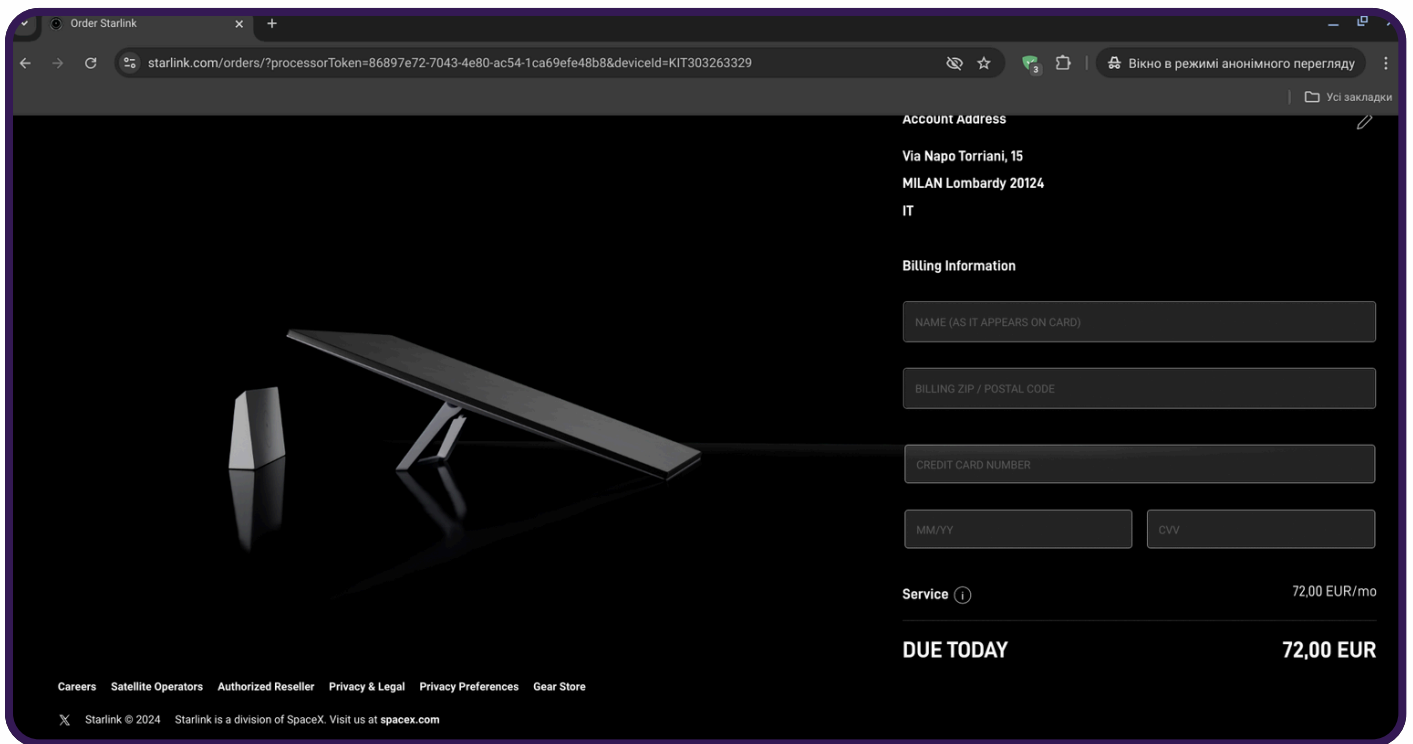 Order Starlink
starlink.com/orders/?processorToken=86897e72-7043-4e80-ac54-1ca69efe48b8&deviceId=KIT303263329
3
Вікно в режимі анонімного перегляду
Усі закладки
Account Address
Via Napo Torriani, 15
MILAN Lombardy 20124
IT
Billing Information
NAME (AS IT APPEARS ON CARD)
BILLING ZIP / POSTAL CODE
CREDIT CARD NUMBER
MM/YY CVV
Service 72,00 EUR/mo
DUE TODAY 72,00 EUR
Careers Satellite Operators Authorized Reseller Privacy & Legal Privacy Preferences Gear Store
Starlink © 2024 Starlink is a division of SpaceX. Visit us at spacex.com